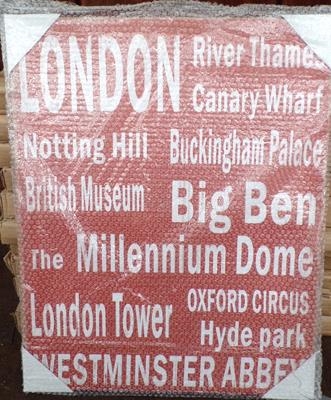 LONDON River Thames
Canary Wharf
Notting Hill Buckingham Palace
British Museum Big Ben
The Millennium Dome
London Tower OXFORD CIRCUS
Hyde park
WESTMINSTER ABBEY